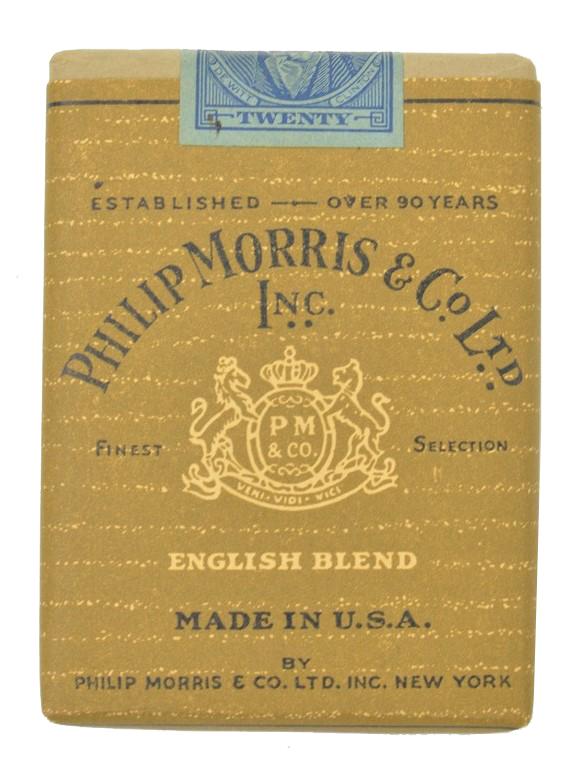 DE WITT CLINTON
TWENTY
ESTABLISHED — OVER 90 YEARS
PHILIP MORRIS & Co. LTD.
INC.
P M
& CO.
FINEST SELECTION
VENI · VIDI · VICI
ENGLISH BLEND
MADE IN U.S.A.
BY
PHILIP MORRIS & CO. LTD. INC. NEW YORK